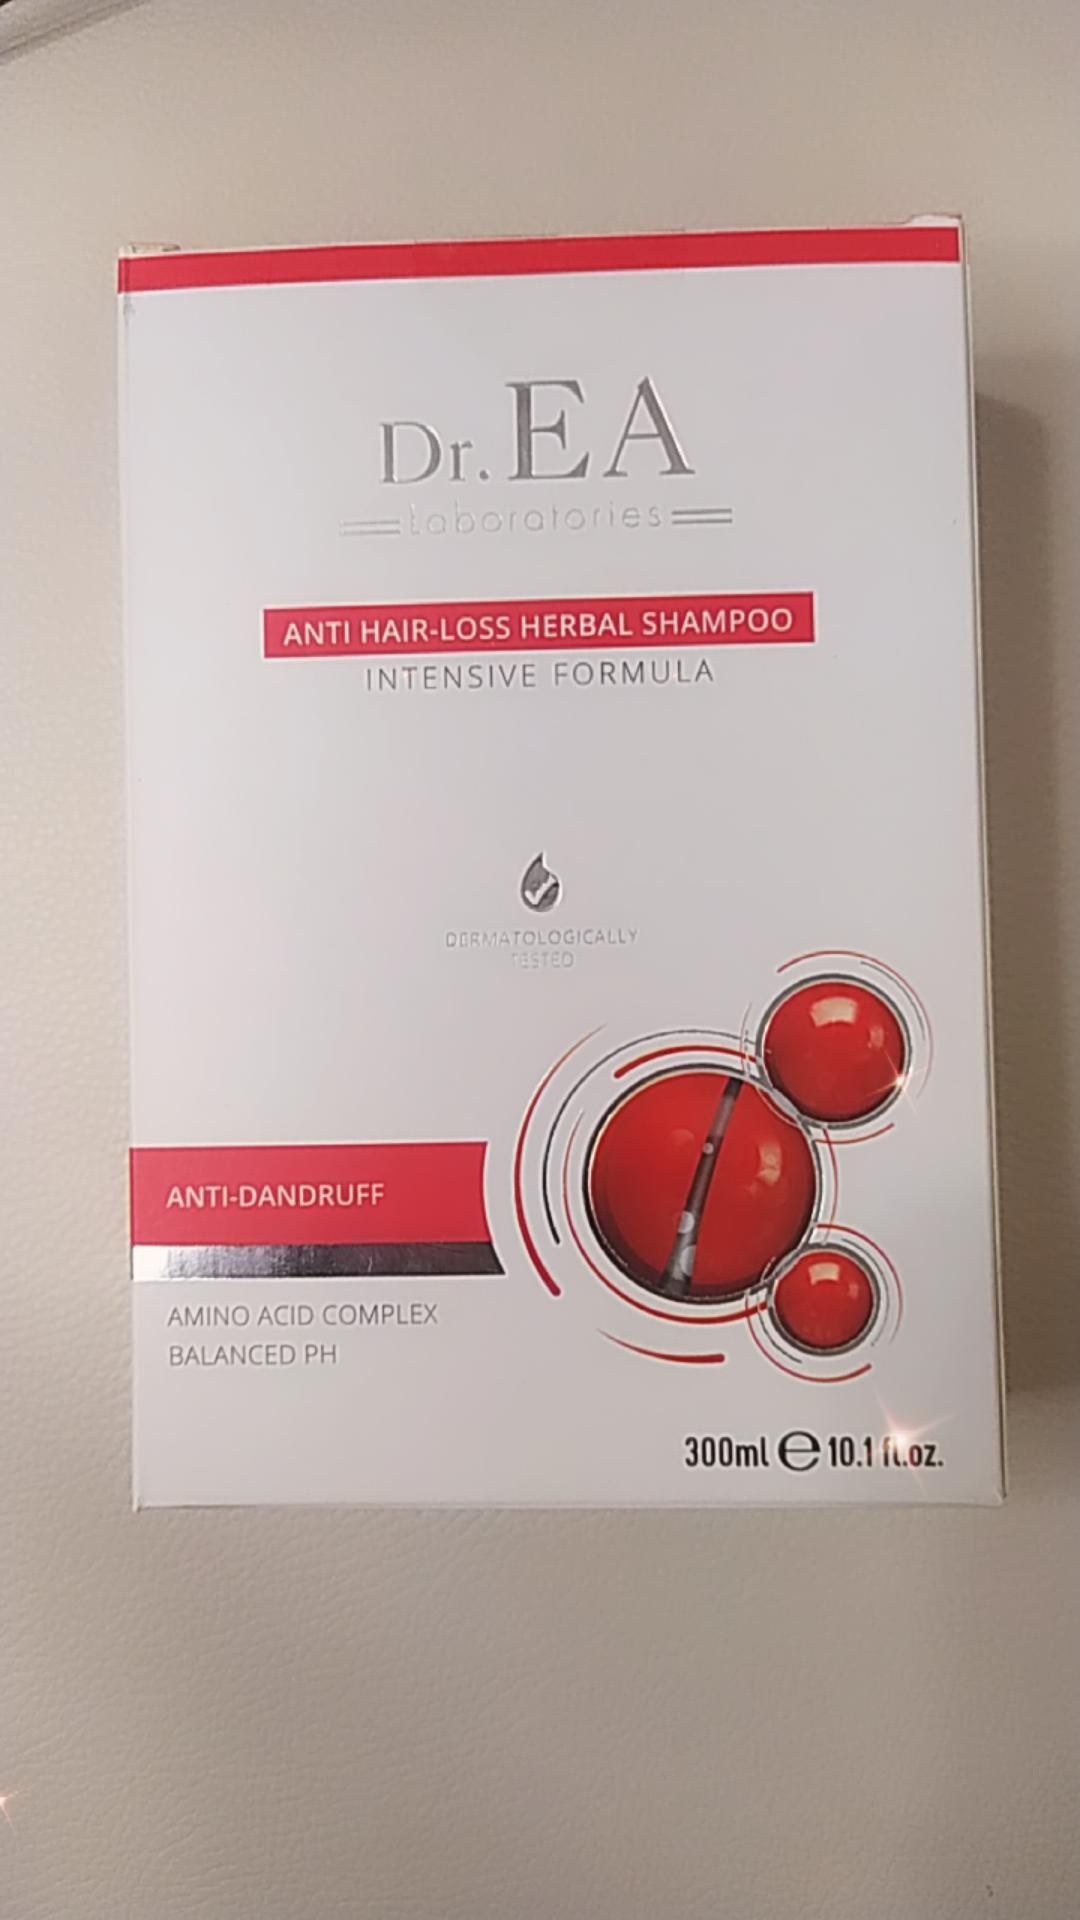 Dr. EA
Laboratories
ANTI HAIR-LOSS HERBAL SHAMPOO
INTENSIVE FORMULA
DERMATOLOGICALLY
TESTED
ANTI-DANDRUFF
AMINO ACID COMPLEX
BALANCED PH
300ml ℮ 10.1 fl.oz.